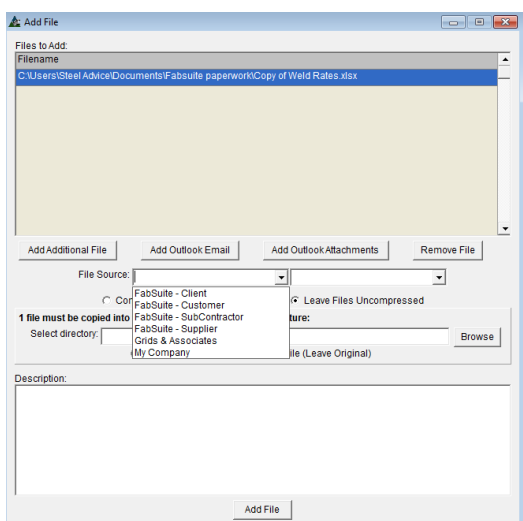 Add File
Files to Add:
Filename
C:\Users\Steel Advice\Documents\Fabsuite paperwork\Copy of Weld Rates.xlsx
Add Additional File Add Outlook Email Add Outlook Attachments Remove File
File Source:
FabSuite - Client
FabSuite - Customer
FabSuite - SubContractor
FabSuite - Supplier
Grids & Associates
My Company
Leave Files Uncompressed
1 file must be copied into ture:
Select directory: Browse
(Leave Original)
Description:
Add File